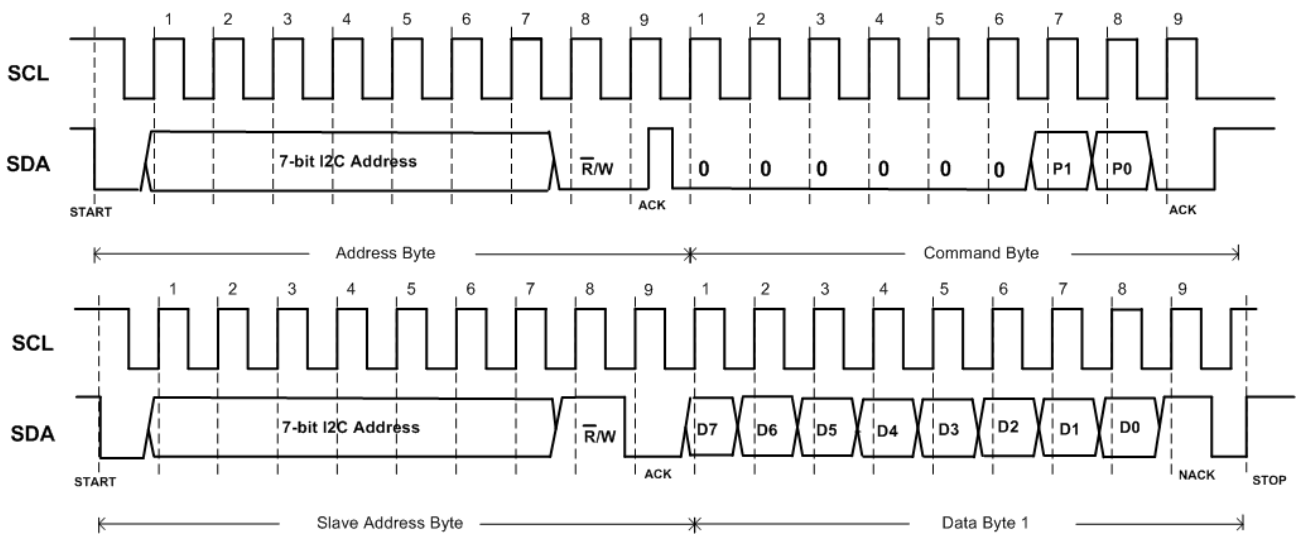 1 2 3 4 5 6 7 8 9 1 2 3 4 5 6 7 8 9
SCL
SDA 7-bit I2C Address R̅/W 0 0 0 0 0 0 P1 P0
START ACK ACK
Address Byte Command Byte
1 2 3 4 5 6 7 8 9 1 2 3 4 5 6 7 8 9
SCL
SDA 7-bit I2C Address R̅/W D7 D6 D5 D4 D3 D2 D1 D0
START ACK NACK STOP
Slave Address Byte Data Byte 1